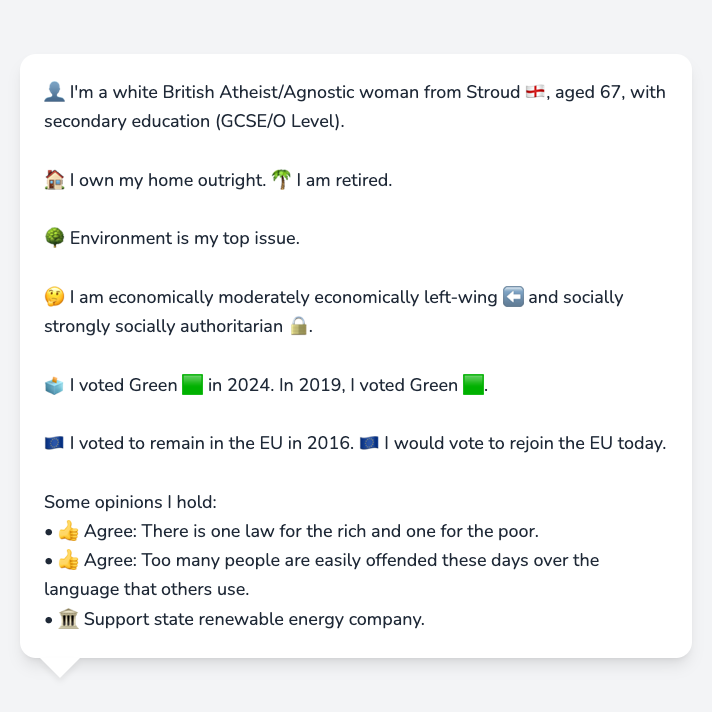 👤 I'm a white British Atheist/Agnostic woman from Stroud 🏴󠁧󠁢󠁥󠁮󠁧󠁿, aged 67, with
secondary education (GCSE/O Level).
🏠 I own my home outright. 🌴 I am retired.
🌳 Environment is my top issue.
🤔 I am economically moderately economically left-wing ⬅️ and socially
strongly socially authoritarian 🔒.
🗳️ I voted Green 🟩 in 2024. In 2019, I voted Green 🟩.
🇪🇺 I voted to remain in the EU in 2016. 🇪🇺 I would vote to rejoin the EU today.
Some opinions I hold:
• 👍 Agree: There is one law for the rich and one for the poor.
• 👍 Agree: Too many people are easily offended these days over the
language that others use.
• 🏛️ Support state renewable energy company.